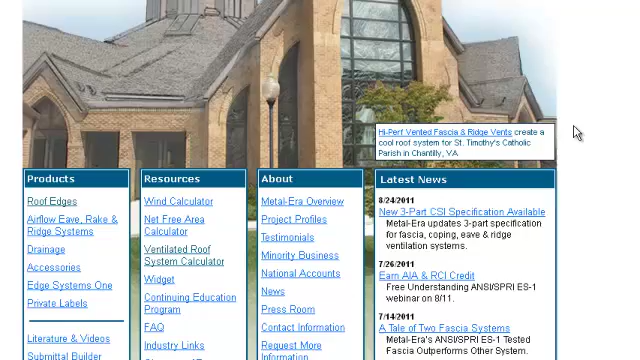 Hi-Perf Vented Fascia & Ridge Vents create a
cool roof system for St. Timothy's Catholic
Parish in Chantilly, VA
Products
Roof Edges
Airflow Eave, Rake &
Ridge Systems
Drainage
Accessories
Edge Systems One
Private Labels
Literature & Videos
Submittal Builder
Resources
Wind Calculator
Net Free Area
Calculator
Ventilated Roof
System Calculator
Widget
Continuing Education
Program
FAQ
Industry Links
About
Metal-Era Overview
Project Profiles
Testimonials
Minority Business
National Accounts
News
Press Room
Contact Information
Request More
Information
Latest News
8/24/2011
New 3-Part CSI Specification Available
Metal-Era updates 3-part specification
for fascia, coping, eave & ridge
ventilation systems.
7/26/2011
Earn AIA & RCI Credit
Free Understanding ANSI/SPRI ES-1
webinar on 8/11.
7/14/2011
A Tale of Two Fascia Systems
Metal-Era's ANSI/SPRI ES-1 Tested
Fascia Outperforms Other System.